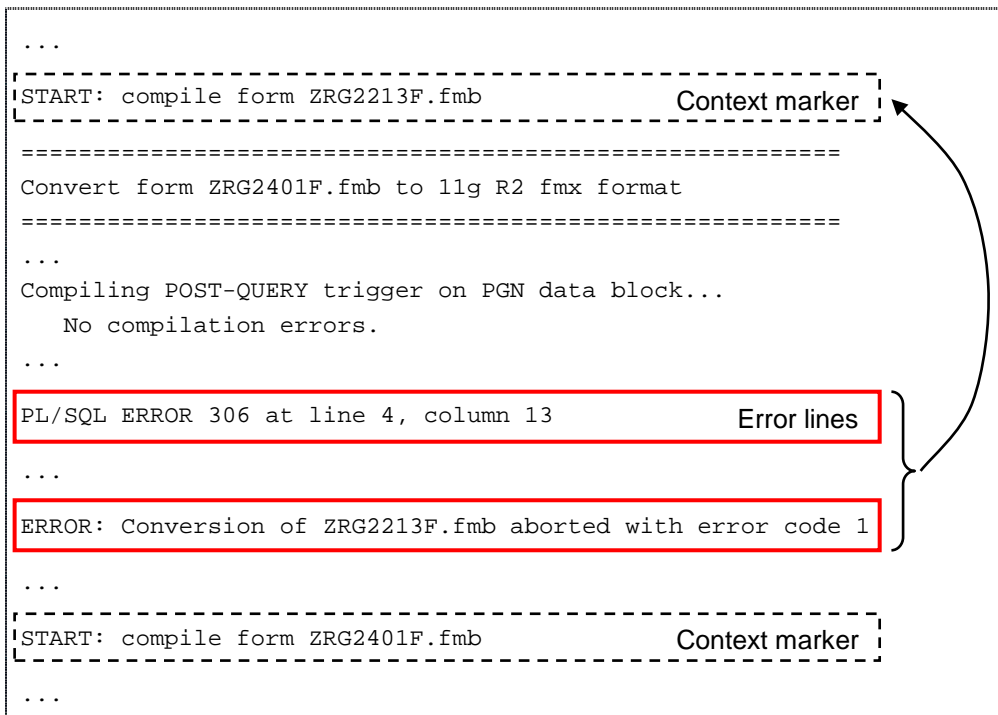 ...
START: compile form ZRG2213F.fmb Context marker
=========================================================
Convert form ZRG2401F.fmb to 11g R2 fmx format
=========================================================
...
Compiling POST-QUERY trigger on PGN data block...
No compilation errors.
...
PL/SQL ERROR 306 at line 4, column 13 Error lines
...
ERROR: Conversion of ZRG2213F.fmb aborted with error code 1
...
START: compile form ZRG2401F.fmb Context marker
...